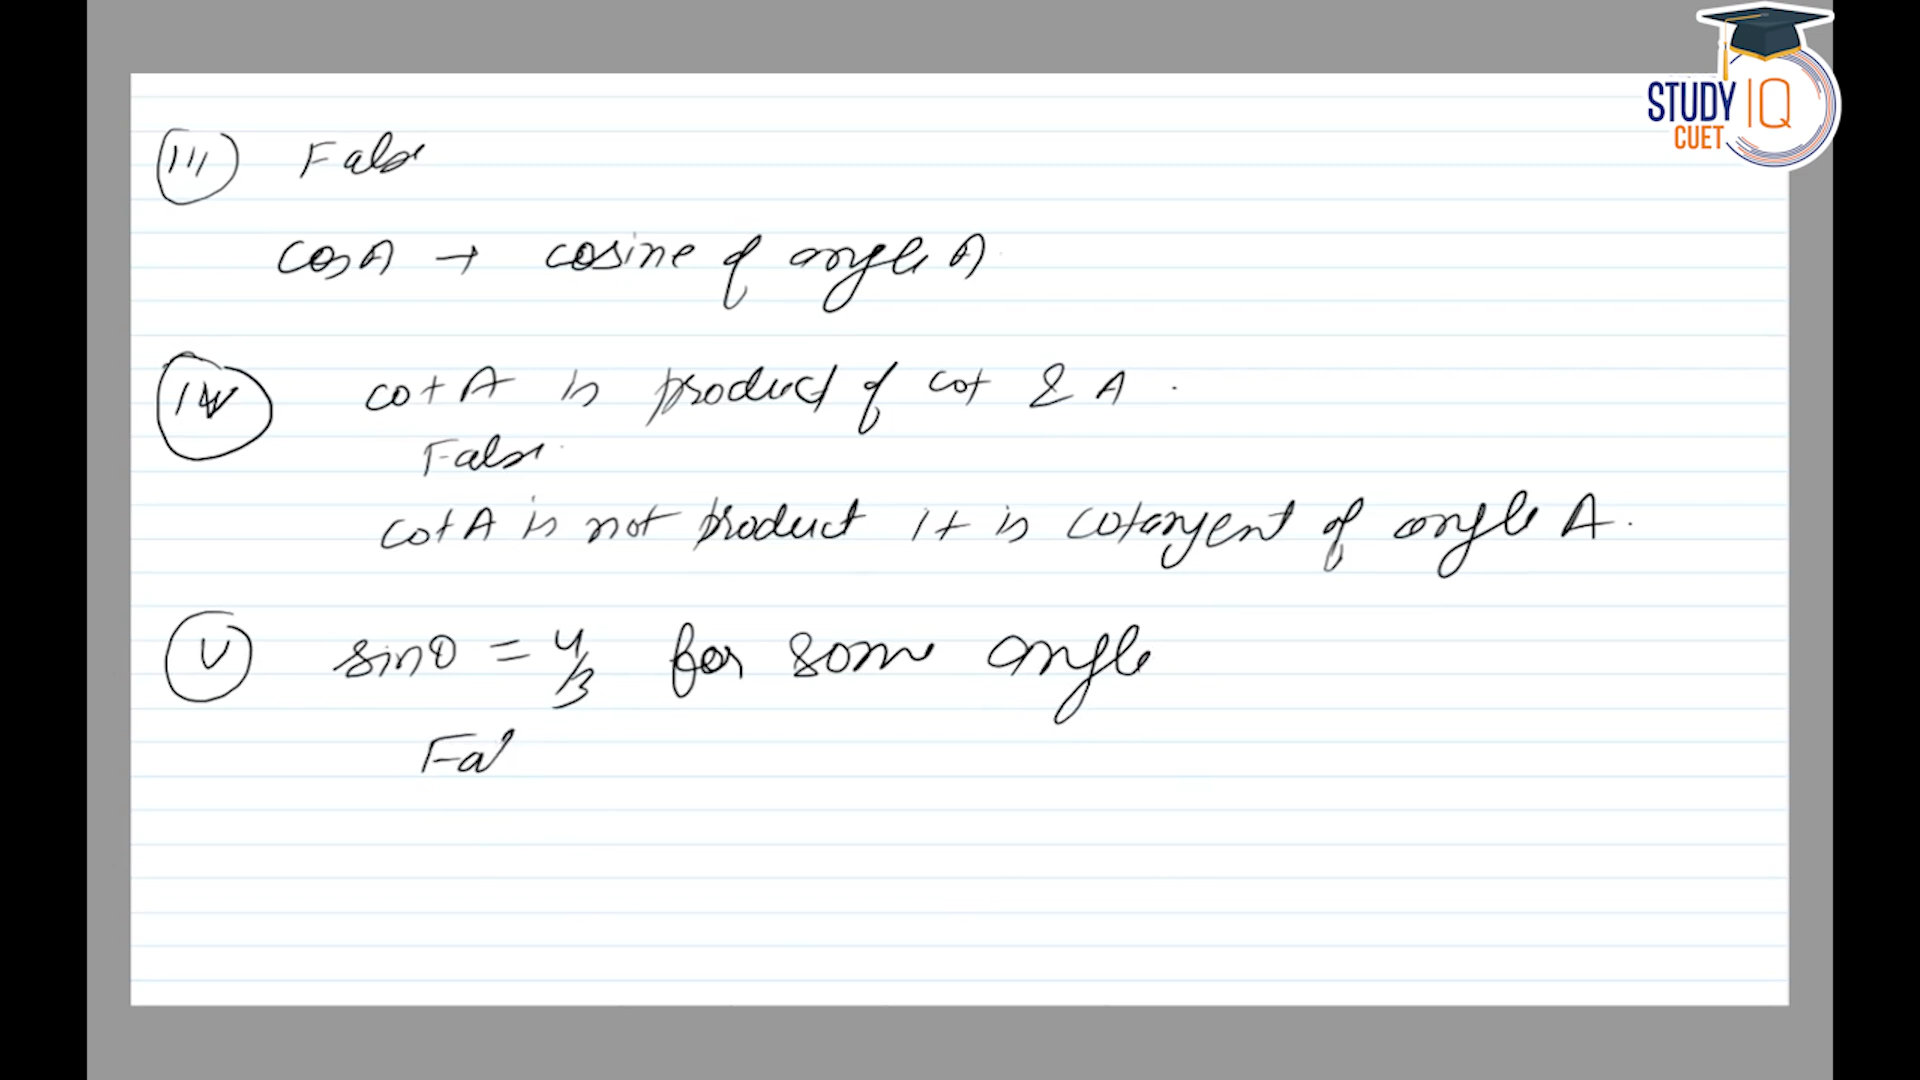 STUDY IQ
CUET
(III) False
cosA → cosine of angle A
(IV) cot A is product of cot & A .
False
cotA is not product it is cotangent of angle A.
(V) sinθ = 4/3 for some angle
Fal